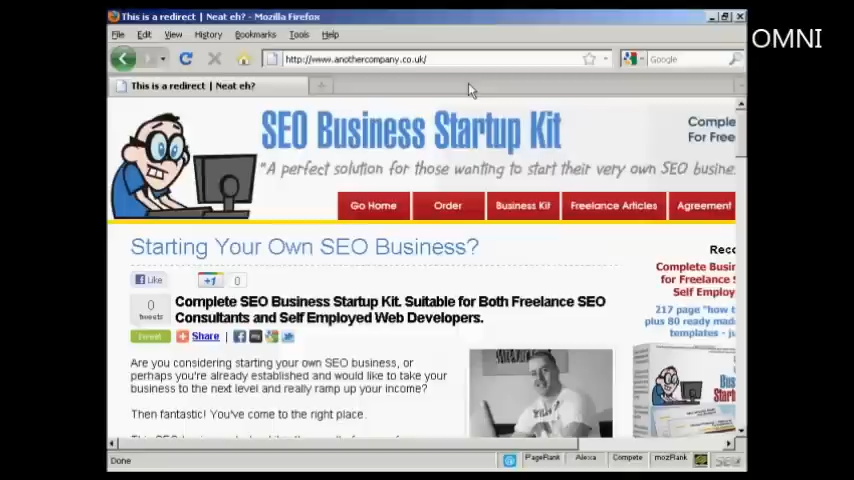 This is a redirect | Neat eh? - Mozilla Firefox
OMNI
File Edit View History Bookmarks Tools Help
http://www.anothercompany.co.uk/
Google
This is a redirect | Neat eh?
SEO Business Startup Kit
Comple
For Free
"A perfect solution for those wanting to start their very own SEO busine
Go Home Order Business Kit Freelance Articles Agreement
Starting Your Own SEO Business?
Like +1 0
0
tweets
tweet
Share
Complete SEO Business Startup Kit. Suitable for Both Freelance SEO
Consultants and Self Employed Web Developers.
Are you considering starting your own SEO business, or
perhaps you're already established and would like to take your
business to the next level and really ramp up your income?
Then fantastic! You've come to the right place.
Reco
Complete Busin
for Freelance S
Self Employ
217 page "how t
plus 80 ready mad
templates - ju
Done
PageRank Alexa Compete mozRank